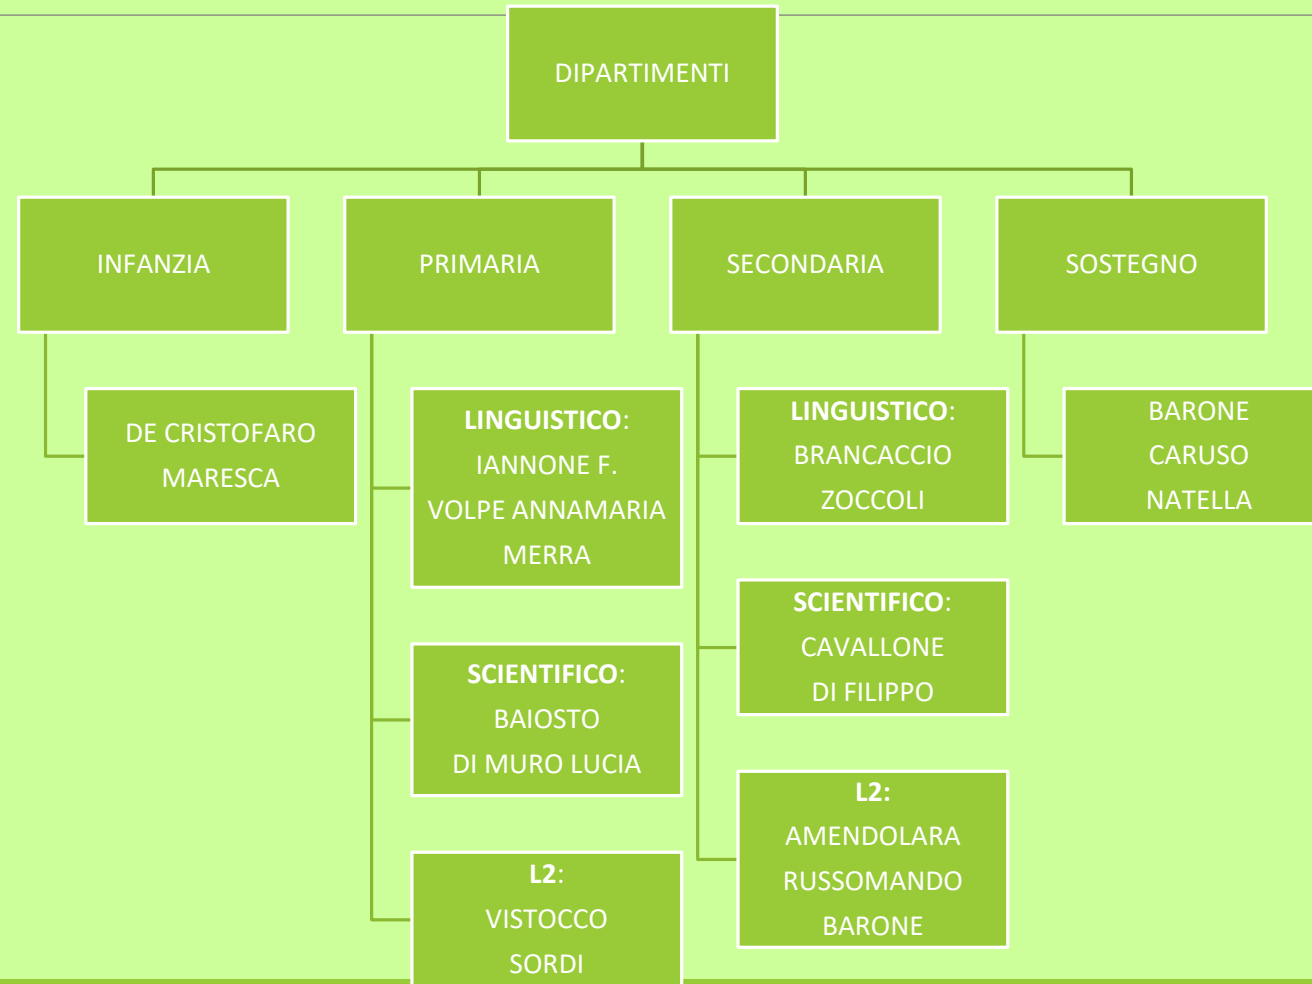 DIPARTIMENTI
INFANZIA
DE CRISTOFARO
MARESCA
PRIMARIA
LINGUISTICO:
IANNONE F.
VOLPE ANNAMARIA
MERRA
SCIENTIFICO:
BAIOSTO
DI MURO LUCIA
L2:
VISTOCCO
SORDI
SECONDARIA
LINGUISTICO:
BRANCACCIO
ZOCCOLI
SCIENTIFICO:
CAVALLONE
DI FILIPPO
L2:
AMENDOLARA
RUSSOMANDO
BARONE
SOSTEGNO
BARONE
CARUSO
NATELLA